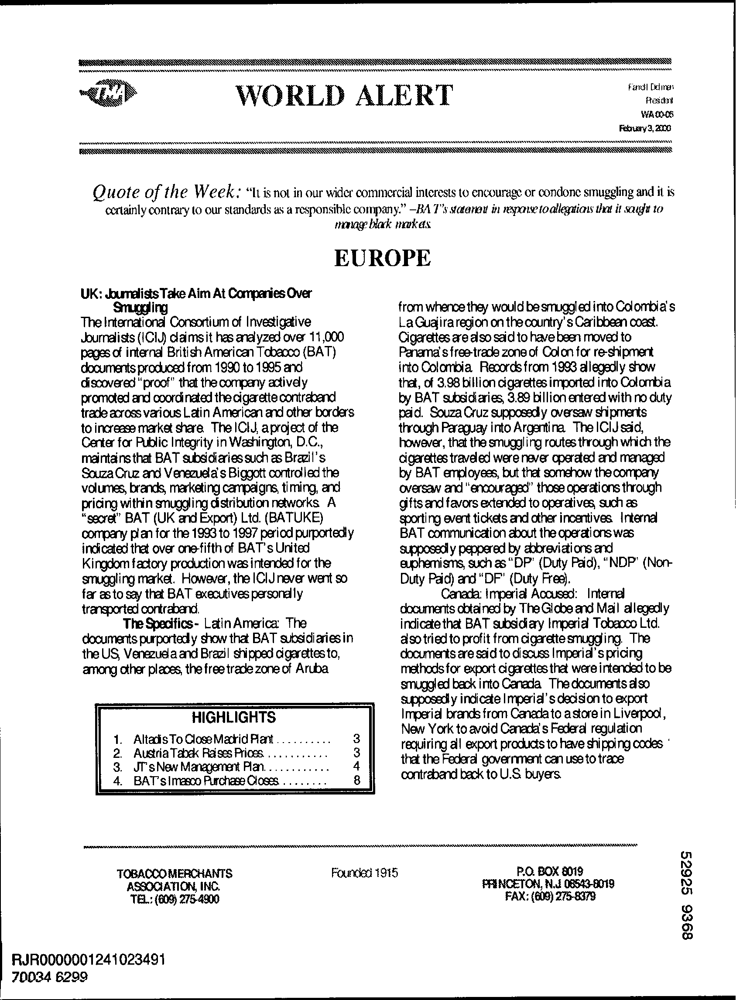 TMA
WORLD ALERT
Farrell Delman
President
WA 00-05
February 3, 2000
Quote of the Week: “It is not in our wider commercial interests to encourage or condone smuggling and it is
certainly contrary to our standards as a responsible company.” –BAT's statement in response to allegations that it sought to
manage black markets.
EUROPE
UK: Journalists Take Aim At Companies Over
Smuggling
The International Consortium of Investigative
Journalists (ICIJ) claims it has analyzed over 11,000
pages of internal British American Tobacco (BAT)
documents produced from 1990 to 1995 and
discovered “proof” that the company actively
promoted and coordinated the cigarette contraband
trade across various Latin American and other borders
to increase market share. The ICIJ, a project of the
Center for Public Integrity in Washington, D.C.,
maintains that BAT subsidiaries such as Brazil's
Souza Cruz and Venezuela's Biggott controlled the
volumes, brands, marketing campaigns, timing, and
pricing within smuggling distribution networks. A
“secret” BAT (UK and Export) Ltd. (BATUKE)
company plan for the 1993 to 1997 period purportedly
indicated that over one-fifth of BAT's United
Kingdom factory production was intended for the
smuggling market. However, the ICIJ never went so
far as to say that BAT executives personally
transported contraband.
The Specifics - Latin America: The
documents purportedly show that BAT subsidiaries in
the US, Venezuela and Brazil shipped cigarettes to,
among other places, the free trade zone of Aruba
HIGHLIGHTS
1. Altadis To Close Madrid Plant . . . . . . . . . . 3
2. Austria Tabak Raises Prices. . . . . . . . . . . . 3
3. JT's New Management Plan. . . . . . . . . . . . 4
4. BAT's Imasco Purchase Closes . . . . . . . . 8
from whence they would be smuggled into Colombia's
La Guajira region on the country's Caribbean coast.
Cigarettes are also said to have been moved to
Panama's free-trade zone of Colon for re-shipment
into Colombia. Records from 1993 allegedly show
that, of 3.98 billion cigarettes imported into Colombia
by BAT subsidiaries, 3.89 billion entered with no duty
paid. Souza Cruz supposedly oversaw shipments
through Paraguay into Argentina. The ICIJ said,
however, that the smuggling routes through which the
cigarettes traveled were never operated and managed
by BAT employees, but that somehow the company
oversaw and “encouraged” those operations through
gifts and favors extended to operatives, such as
sporting event tickets and other incentives. Internal
BAT communication about the operations was
supposedly peppered by abbreviations and
euphemisms, such as “DP” (Duty Paid), “NDP” (Non-
Duty Paid) and “DF” (Duty Free).
Canada: Imperial Accused: Internal
documents obtained by The Globe and Mail allegedly
indicate that BAT subsidiary Imperial Tobacco Ltd.
also tried to profit from cigarette smuggling. The
documents are said to discuss Imperial's pricing
methods for export cigarettes that were intended to be
smuggled back into Canada. The documents also
supposedly indicate Imperial's decision to export
Imperial brands from Canada to a store in Liverpool,
New York to avoid Canada's Federal regulation
requiring all export products to have shipping codes
that the Federal government can use to trace
contraband back to U.S. buyers.
TOBACCO MERCHANTS
ASSOCIATION, INC.
TEL.: (609) 275-4900
Founded 1915
P.O. BOX 8019
PRINCETON, N.J 08543-8019
FAX: (609) 275-8379
52925 9368
RJR0000001241023491
70034 6299